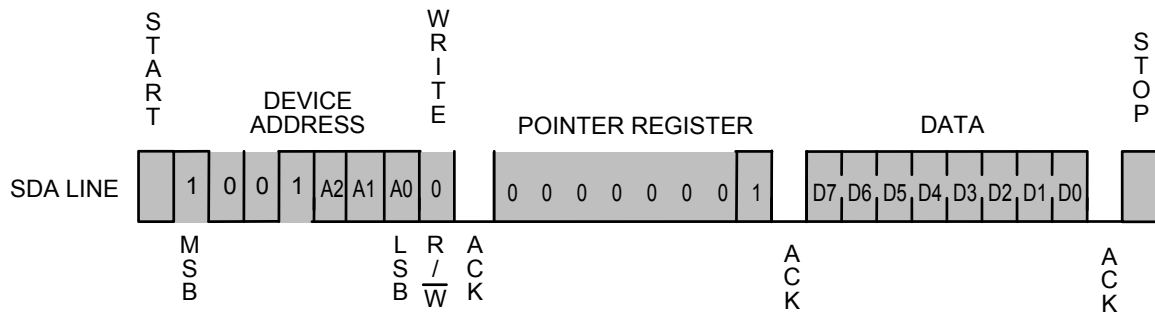 START
WRITE
STOP
DEVICE
ADDRESS
POINTER REGISTER
DATA
SDA LINE
1 0 0 1 A2 A1 A0 0
0 0 0 0 0 0 0 1
D7 D6 D5 D4 D3 D2 D1 D0
MSB
LSB
R/W
ACK
ACK
ACK